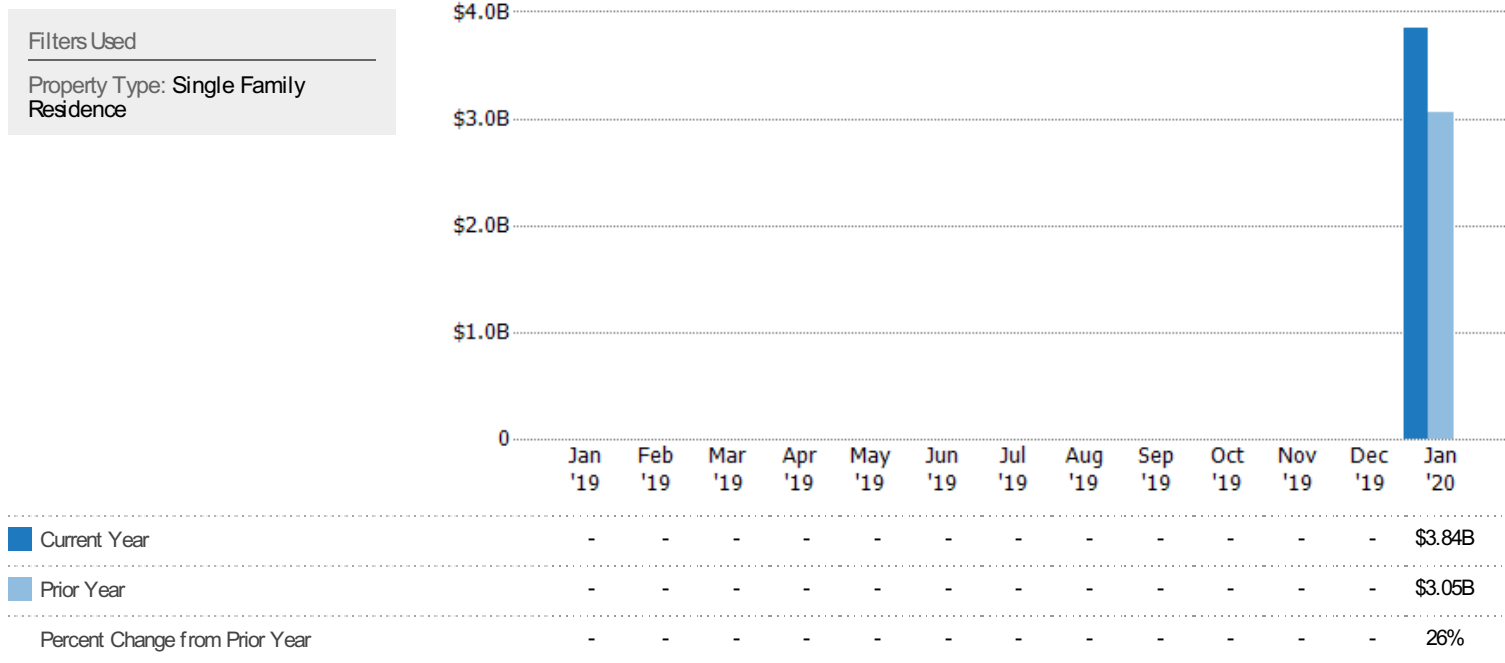 Filters Used
Property Type: Single Family
Residence
$4.0B
$3.0B
$2.0B
$1.0B
0
Jan Feb Mar Apr May Jun Jul Aug Sep Oct Nov Dec Jan
'19 '19 '19 '19 '19 '19 '19 '19 '19 '19 '19 '19 '20
Current Year - - - - - - - - - - - - $3.84B
Prior Year - - - - - - - - - - - - $3.05B
Percent Change from Prior Year - - - - - - - - - - - - 26%